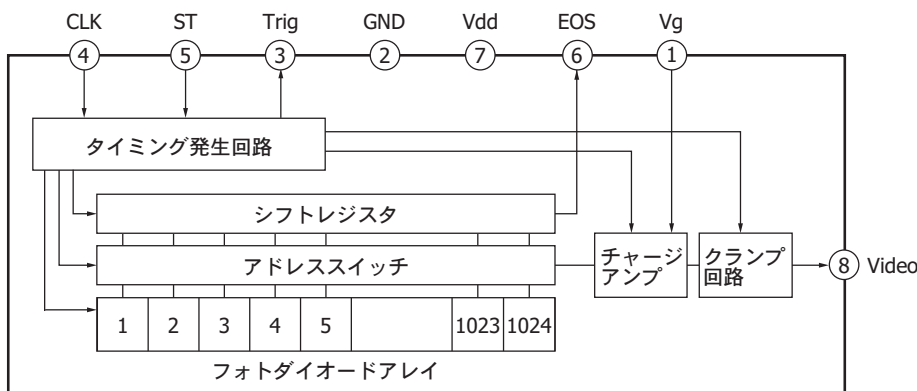 CLK ST Trig GND Vdd EOS Vg
4 5 3 2 7 6 1
タイミング発生回路
シフトレジスタ
アドレススイッチ
チャージ
アンプ
クランプ
回路
8 Video
1 2 3 4 5 1023 1024
フォトダイオードアレイ